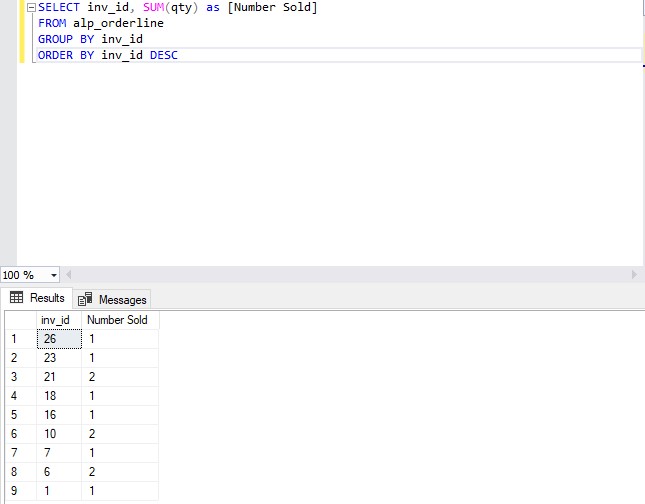 SELECT inv_id, SUM(qty) as [Number Sold]
FROM alp_orderline
GROUP BY inv_id
ORDER BY inv_id DESC
100 %
Results Messages
inv_id Number Sold
1 26 1
2 23 1
3 21 2
4 18 1
5 16 1
6 10 2
7 7 1
8 6 2
9 1 1